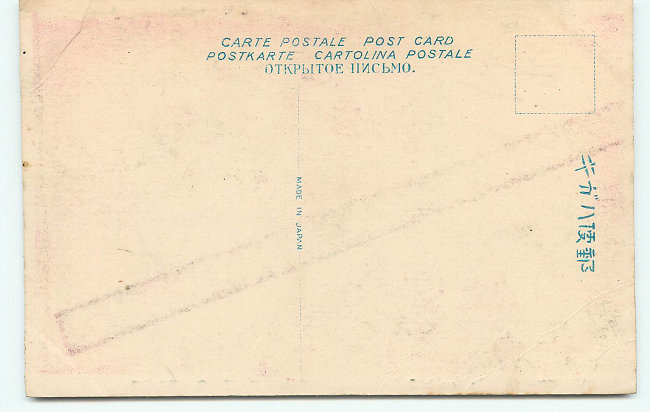 CARTE POSTALE POST CARD
POSTKARTE CARTOLINA POSTALE
ОТКРЫТОЕ ПИСЬМО.
MADE IN JAPAN
郵便ハガキ